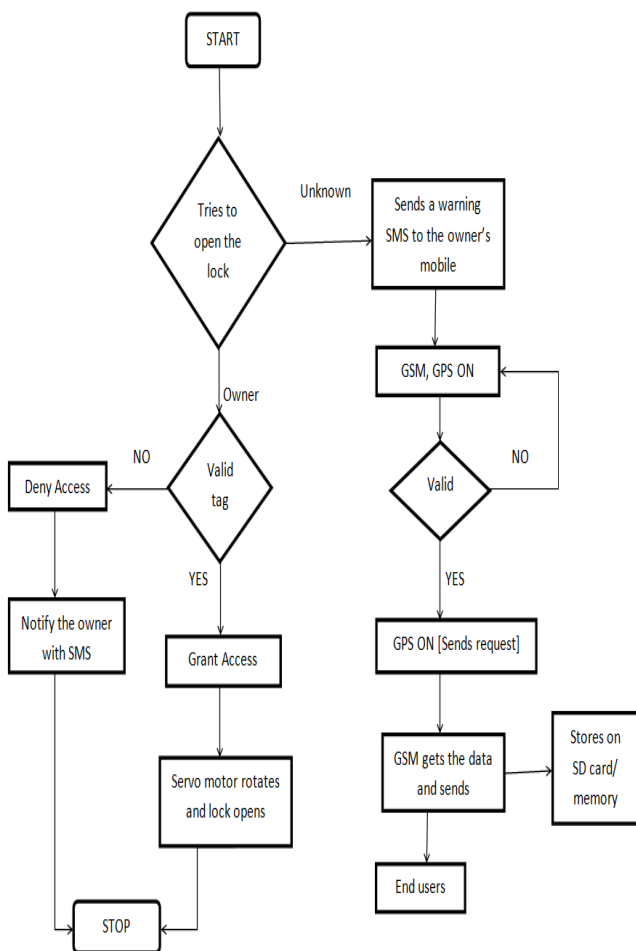 START
Unknown
Tries to
open the
lock
Sends a warning
SMS to the owner's
mobile
GSM, GPS ON
Owner
NO
Valid
tag
Deny Access
NO
Valid
YES
YES
Notify the owner
with SMS
Grant Access
GPS ON [Sends request]
Servo motor rotates
and lock opens
GSM gets the data
and sends
Stores on
SD card/
memory
End users
STOP